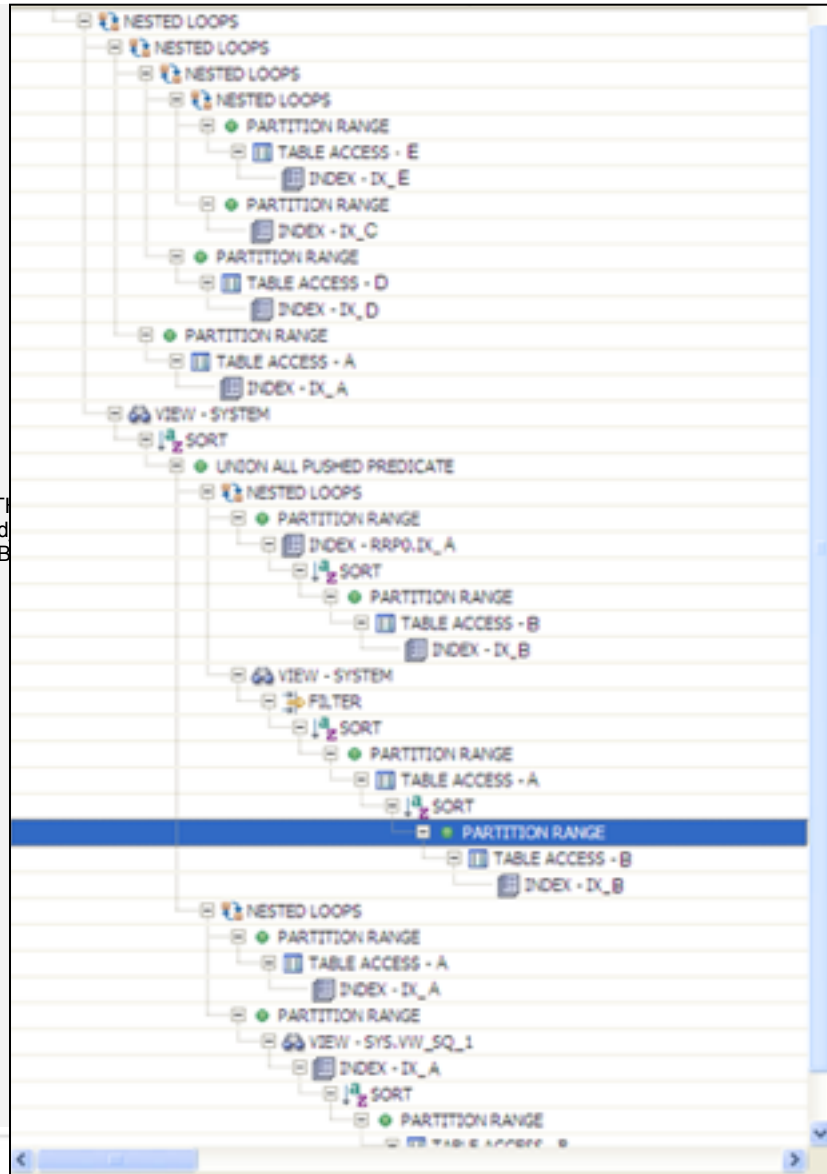 NESTED LOOPS
NESTED LOOPS
NESTED LOOPS
NESTED LOOPS
PARTITION RANGE
TABLE ACCESS - E
INDEX - IX_E
PARTITION RANGE
INDEX - IX_C
PARTITION RANGE
TABLE ACCESS - D
INDEX - IX_D
PARTITION RANGE
TABLE ACCESS - A
INDEX - IX_A
VIEW - SYSTEM
SORT
UNION ALL PUSHED PREDICATE
NESTED LOOPS
PARTITION RANGE
INDEX - RRP0.IX_A
SORT
PARTITION RANGE
TABLE ACCESS - B
INDEX - IX_B
VIEW - SYSTEM
FILTER
SORT
PARTITION RANGE
TABLE ACCESS - A
SORT
PARTITION RANGE
TABLE ACCESS - B
INDEX - IX_B
NESTED LOOPS
PARTITION RANGE
TABLE ACCESS - A
INDEX - IX_A
PARTITION RANGE
VIEW - SYS.VW_SQ_1
INDEX - IX_A
SORT
PARTITION RANGE
TABLE ACCESS - B